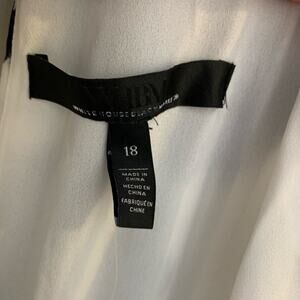 WHITE HOUSE BLACK MARKET
18
MADE IN
CHINA
HECHO EN
CHINA
FABRIQUÉ EN
CHINE